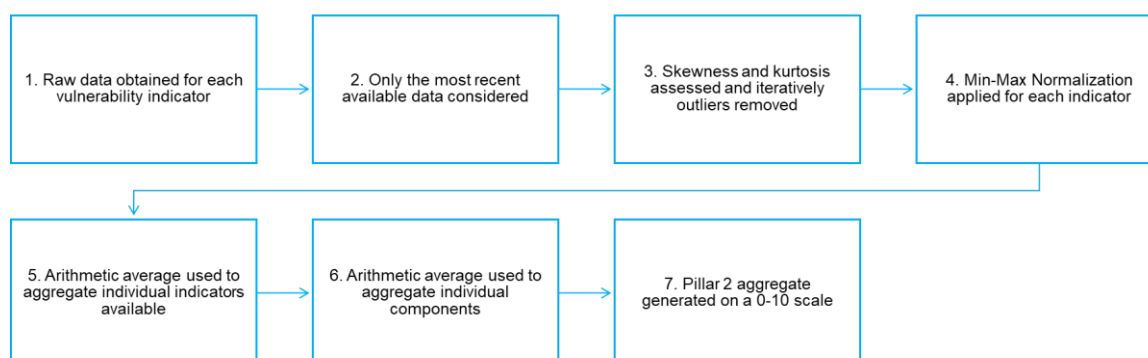 1. Raw data obtained for each
vulnerability indicator
2. Only the most recent
available data considered
3. Skewness and kurtosis
assessed and iteratively
outliers removed
4. Min-Max Normalization
applied for each indicator
5. Arithmetic average used to
aggregate individual indicators
available
6. Arithmetic average used to
aggregate individual
components
7. Pillar 2 aggregate
generated on a 0-10 scale